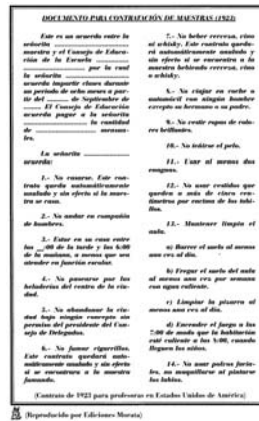 DOCUMENTO PARA CONTRATACIÓN DE MAESTRAS (1923)
Este es un acuerdo entre la
señorita ....................
maestra y el Consejo de Educa-
ción de la Escuela ..............
.................... por la cual
la señorita ....................
acuerda impartir clases durante
un período de ocho meses a par-
tir del .......... de Septiembre de
.......... El Consejo de Educación
acuerda pagar a la señorita
.................... la cantidad
de .................... mensua-
les.
La señorita ....................
acuerda:
1.- No casarse. Este con-
trato queda automáticamente
anulado y sin efecto si la maes-
tra se casa.
2.- No andar en compañía
de hombres.
3.- Estar en su casa entre
las :00 de la tarde y las 6:00
de la mañana, a menos que sea
atender función escolar.
4.- No pasearse por las
heladerías del centro de la ciu-
dad.
5.- No abandonar la ciu-
dad bajo ningún concepto sin
permiso del presidente del Con-
sejo de Delegados.
6.- No fumar cigarrillos.
Este contrato quedará auto-
máticamente anulado y sin efecto
si se encontrara a la maestra
fumando.
7.- No beber cerveza, vino
ni whisky. Este contrato queda-
rá automáticamente anulado y
sin efecto si se encuentra a la
maestra bebiendo cerveza, vino
o whisky.
8.- No viajar en coche o
automóvil con ningún hombre
excepto su hermano o su padre.
9.- No vestir ropas de colo-
res brillantes.
10.- No teñirse el pelo.
11.- Usar al menos dos
enaguas.
12.- No usar vestidos que
queden a más de cinco cen-
tímetros por encima de los tobi-
llos.
13.- Mantener limpia el
aula.
a) Barrer el suelo al menos
una vez al día.
b) Fregar el suelo del aula
al menos una vez por semana
con agua caliente.
c) Limpiar la pizarra al
menos una vez al día.
d) Encender el fuego a las
7:00 de modo que la habitación
esté caliente a las 8:00, cuando
lleguen los niños.
14.- No usar polvos facia-
les, no maquillarse ni pintarse
los labios.
(Contrato de 1923 para profesoras en Estados Unidos de América)
(Reproducido por Ediciones Morata)